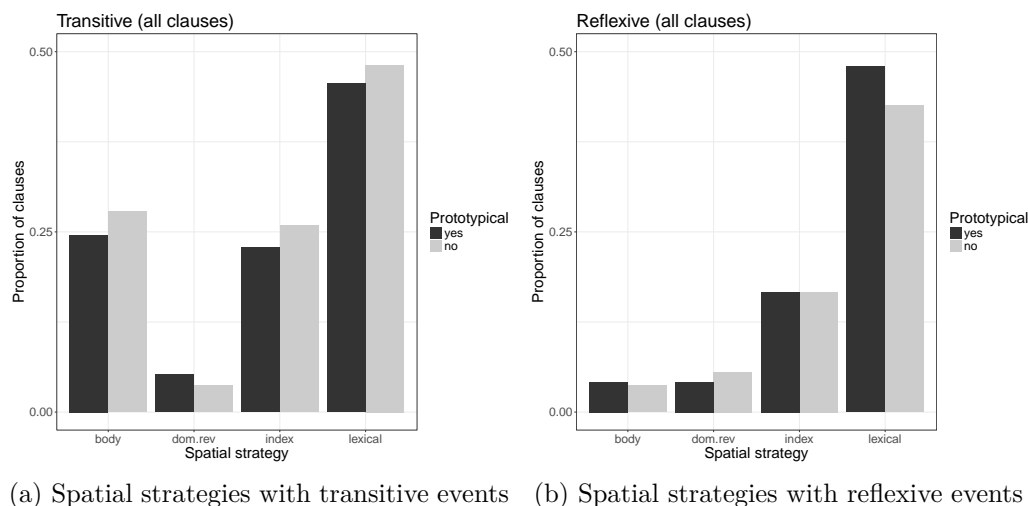 Transitive (all clauses)
0.50
0.25
0.00
Proportion of clauses
body dom.rev index lexical
Spatial strategy
Prototypical
yes
no
(a) Spatial strategies with transitive events
Reflexive (all clauses)
0.50
0.25
0.00
Proportion of clauses
body dom.rev index lexical
Spatial strategy
Prototypical
yes
no
(b) Spatial strategies with reflexive events